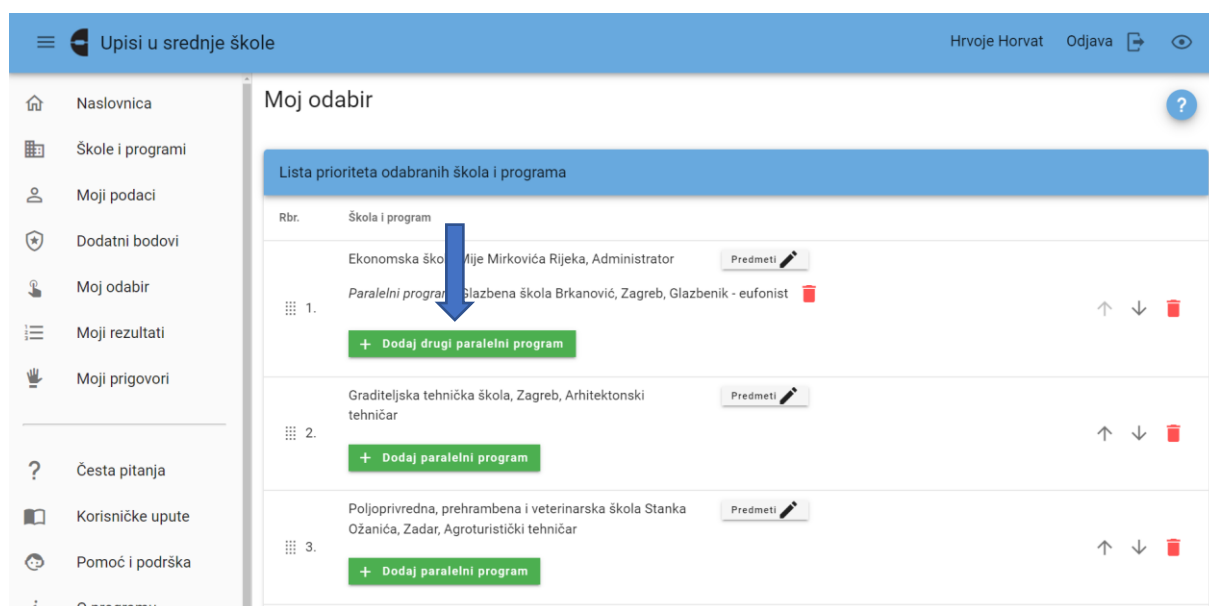 Upisi u srednje škole
Hrvoje Horvat Odjava
Naslovnica
Škole i programi
Moji podaci
Dodatni bodovi
Moj odabir
Moji rezultati
Moji prigovori
Česta pitanja
Korisničke upute
Pomoć i podrška
Moj odabir
?
Lista prioriteta odabranih škola i programa
Rbr. Škola i program
1.
Ekonomska Mije Mirkovića Rijeka, Administrator
Predmeti
Paralelni Glazbena škola Brkanović, Zagreb, Glazbenik - eufonist
+ Dodaj drugi paralelni program
2.
Graditeljska tehnička škola, Zagreb, Arhitektonski
tehničar
Predmeti
+ Dodaj paralelni program
3.
Poljoprivredna, prehrambena i veterinarska škola Stanka
Ožanića, Zadar, Agroturistički tehničar
Predmeti
+ Dodaj paralelni program